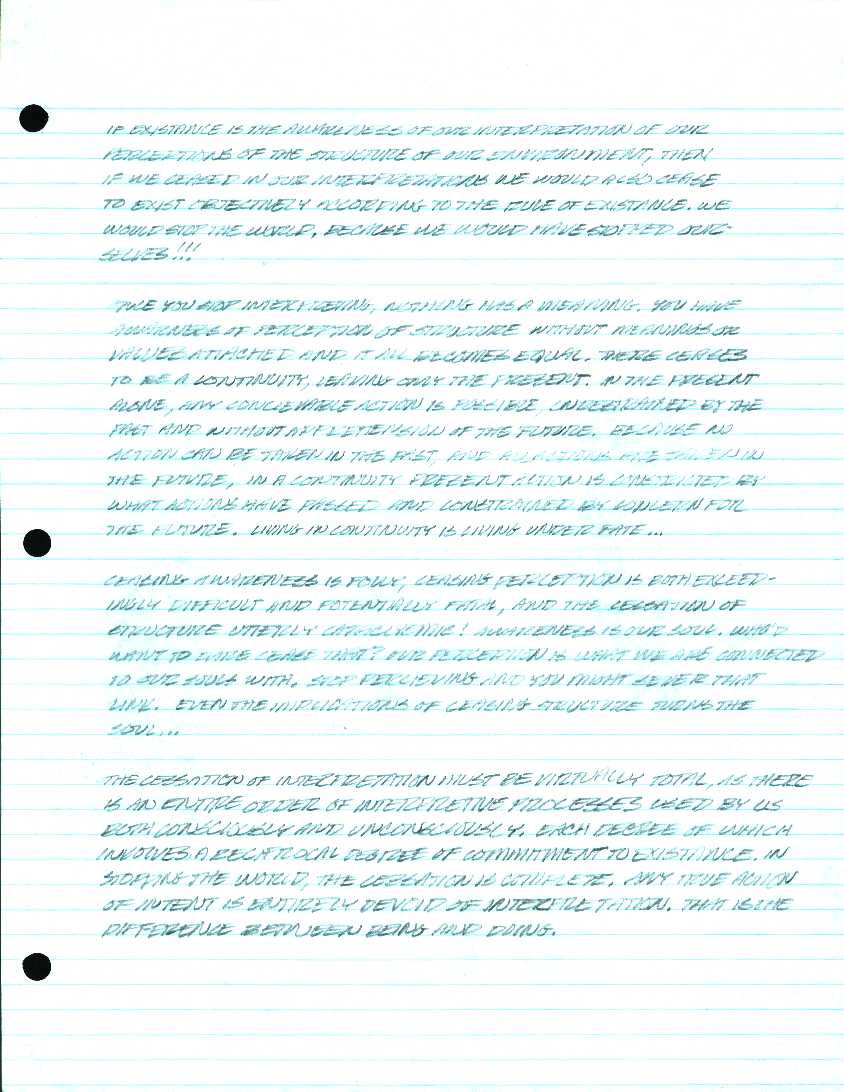 IF EXISTANCE IS THE AWARENESS OF OUR INTERPRETATION OF OUR
PERCEPTIONS OF THE STRUCTURE OF OUR ENVIRONMENT, THEN
IF WE CEASED IN OUR INTERPRETATIONS WE WOULD ALSO CEASE
TO EXIST OBJECTIVELY ACCORDING TO THE RULE OF EXISTANCE. WE
WOULD STOP THE WORLD, BECAUSE WE WOULD HAVE STOPPED OUR-
SELVES!!!
YOU STOP INTERPRETING, NOTHING HAS A MEANING. YOU HAVE
AWARENESS OF PERCEPTION OF STRUCTURE WITHOUT MEANINGS OR
VALUES ATTACHED AND IT ALL BECOMES EQUAL. THERE CEASES
TO BE A CONTINUITY, LEAVING ONLY THE PRESENT. IN THE PRESENT
ALONE, ANY CONCIEVABLE ACTION IS POSSIBLE, BY THE
PAST AND WITHOUT OF THE FUTURE. BECAUSE NO
ACTION CAN BE TAKEN IN THE PAST, AND ALL ACTIONS ARE TAKEN IN
THE FUTURE, IN A CONTINUITY PRESENT ACTION IS CONSTRICTED BY
WHAT ACTIONS HAVE PASSED AND CONSTRAINED BY CONCERN FOR
THE FUTURE. LIVING IN CONTINUITY IS LIVING UNDER FATE...
CEASING AWARENESS IS FOLLY, CEASING PERCEPTION IS BOTH EXCEED-
INGLY DIFFICULT AND POTENTIALLY FATAL, AND THE CESSATION OF
STRUCTURE UTTERLY CATACLYSMIC! AWARENESS IS OUR SOUL. WHO'D
WANT TO HAVE CEASE THAT? OUR PERCEPTION IS WHAT WE ARE CONNECTED
TO OUR SOULS WITH. STOP PERCIEVING AND YOU MIGHT SEVER THAT
LINK. EVEN THE IMPLICATIONS OF CEASING STRUCTURE THE
SOUL...
THE CESSATION OF INTERPRETATION MUST BE VIRTUALLY TOTAL, AS THERE
IS AN ENTIRE ORDER OF INTERPRETIVE PROCESSES USED BY US
BOTH CONSCIOUSLY AND UNCONSCIOUSLY. EACH DEGREE OF WHICH
INVOLVES A RECIPROCAL DEGREE OF COMMITMENT TO EXISTANCE. IN
STOPPING THE WORLD, THE CESSATION IS COMPLETE. ANY TRUE ACTION
OF INTENT IS ENTIRELY DEVOID OF INTERPRETATION. THAT IS THE
DIFFERENCE BETWEEN BEING AND DOING.